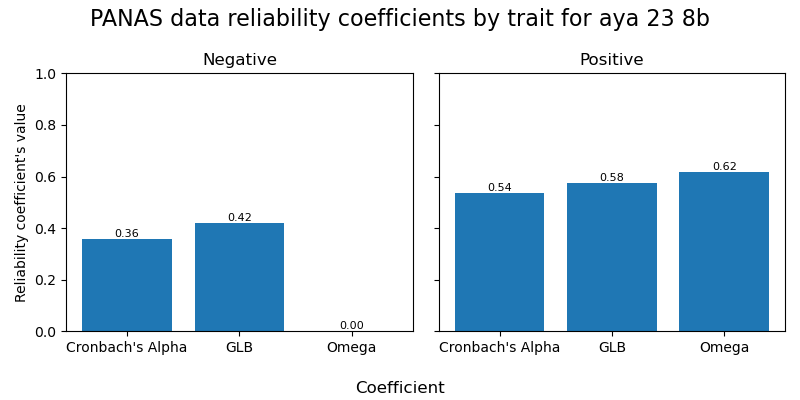 PANAS data reliability coefficients by trait for aya 23 8b
Negative
Positive
Reliability coefficient's value
1.0
0.8
0.6
0.4
0.2
0.0
0.36
0.42
0.00
0.54
0.58
0.62
Cronbach's Alpha GLB Omega
Cronbach's Alpha GLB Omega
Coefficient